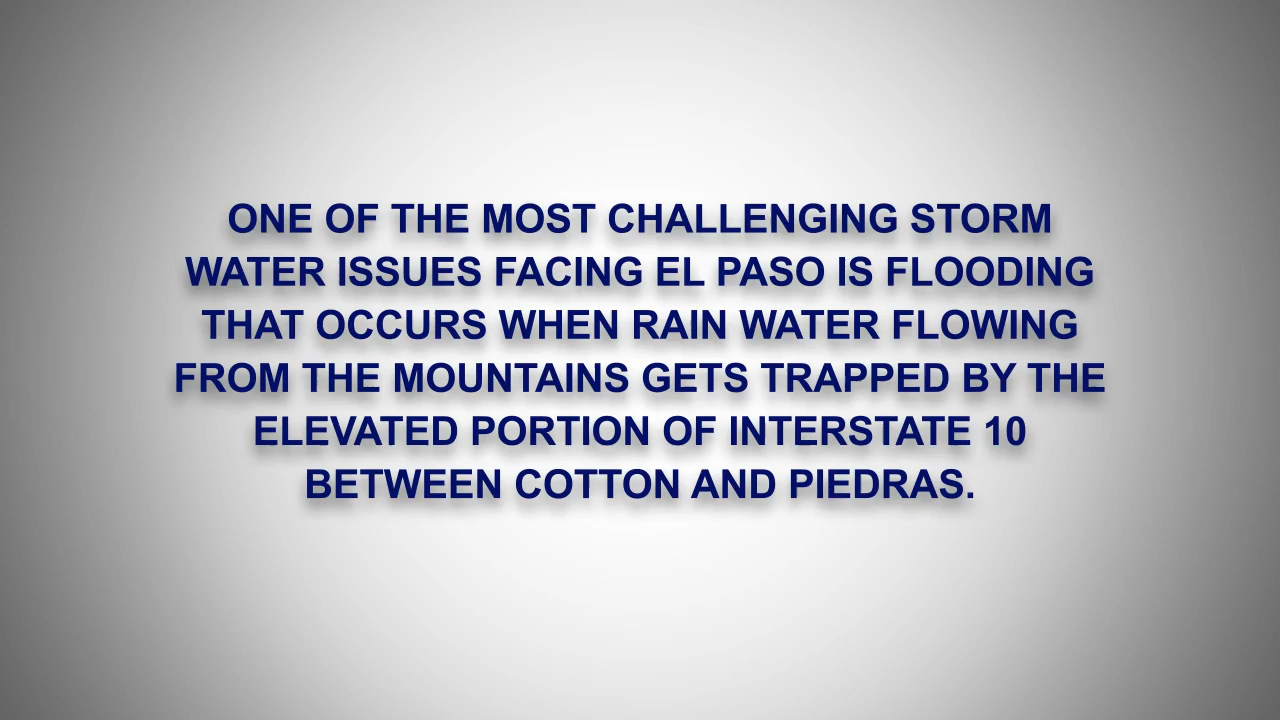 ONE OF THE MOST CHALLENGING STORM
WATER ISSUES FACING EL PASO IS FLOODING
THAT OCCURS WHEN RAIN WATER FLOWING
FROM THE MOUNTAINS GETS TRAPPED BY THE
ELEVATED PORTION OF INTERSTATE 10
BETWEEN COTTON AND PIEDRAS.